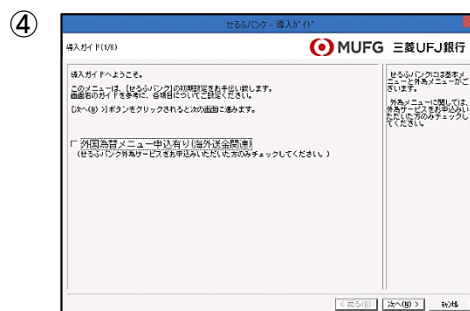 ④
せるふバンク - 導入ガイド
導入ガイド(1/8)
MUFG 三菱UFJ銀行
導入ガイドへようこそ。
このメニューは、[せるふバンク]の初期設定をお手伝い致します。
画面右のガイドを参考に、各項目についてご設定ください。
[次へ(N) >]ボタンをクリックされると次の画面に進みます。
外国為替メニュー申込有り(海外送金関連)
(せるふバンク外為サービスをお申込みいただいた方のみチェックしてください。)
せるふバンクには基本メ
ニューと外為メニューがご
ざいます。
外為メニューに関しては、
外為サービスをお申込みい
ただいた方のみチェックし
てください。
< 戻る(B) 次へ(N) > キャンセル